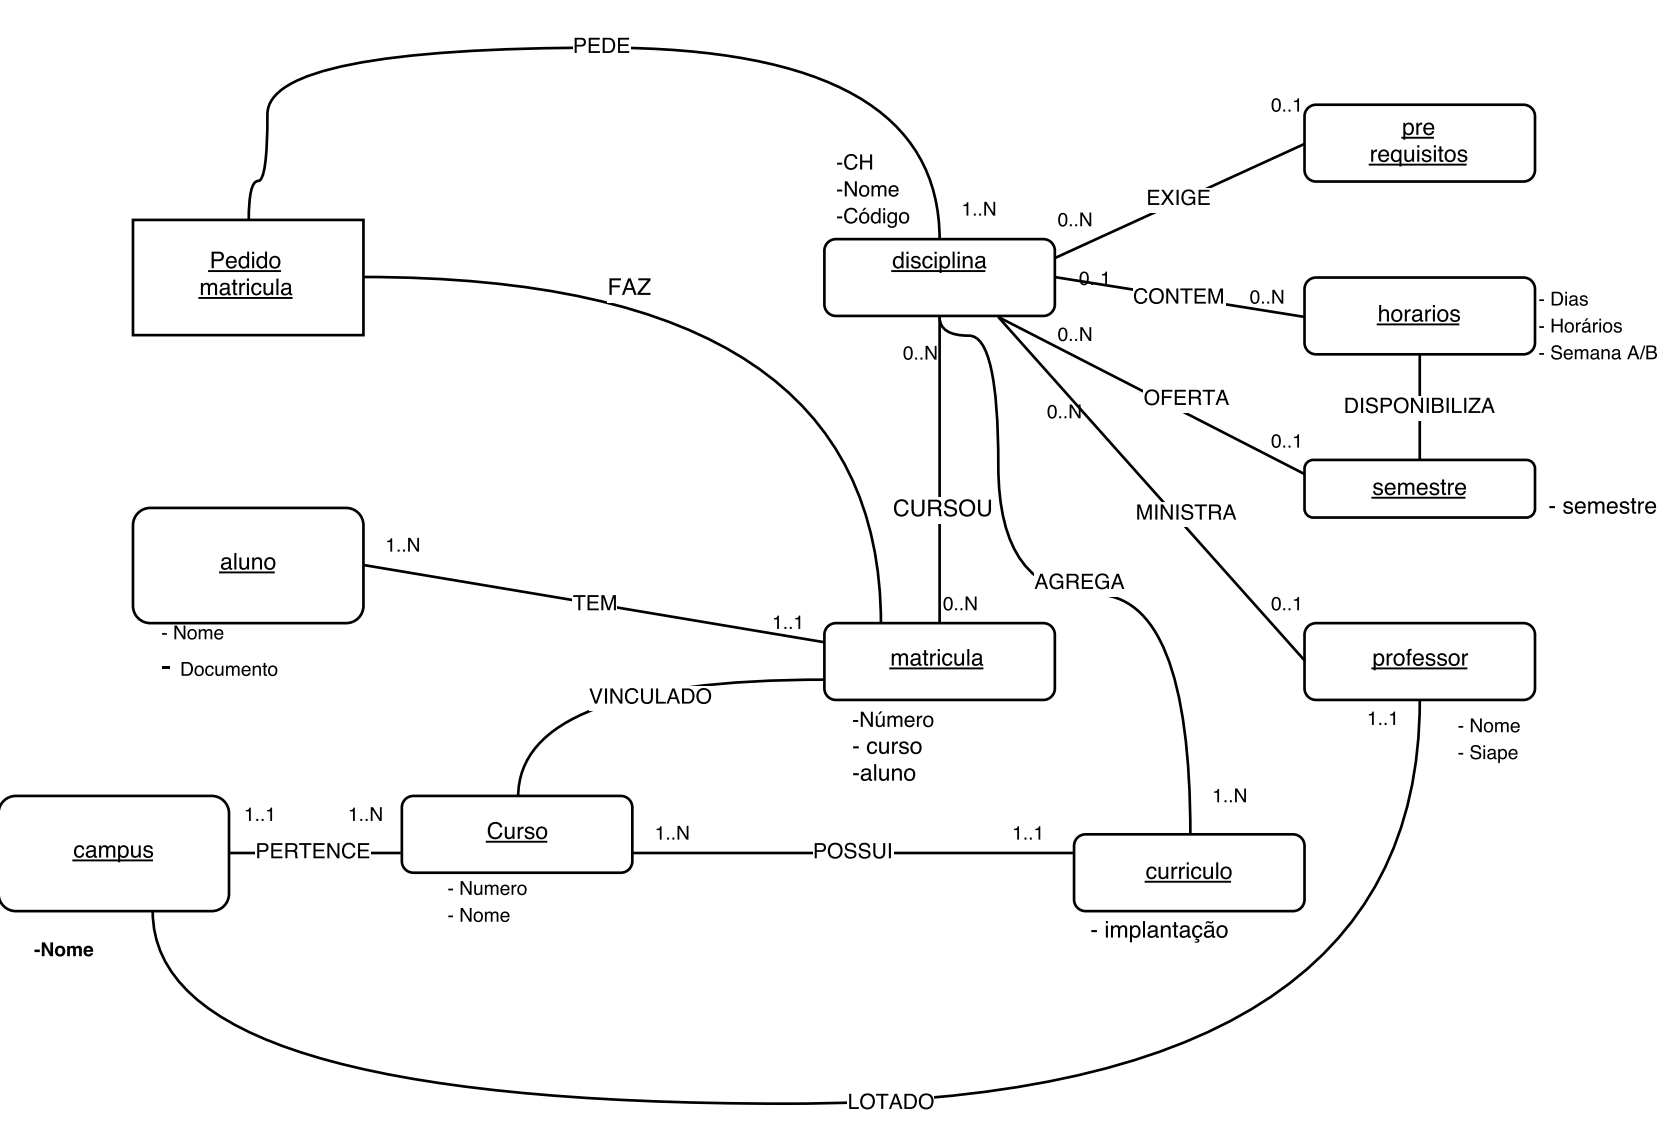 PEDE
0..1
pre
requisitos
-CH
-Nome
-Código
1..N
0..N
EXIGE
Pedido
matricula
disciplina
FAZ
0..1
CONTEM
0..N
horarios
- Dias
- Horários
- Semana A/B
0..N
0..N
OFERTA
0..N
DISPONIBILIZA
0..1
semestre
- semestre
CURSOU
MINISTRA
1..N
aluno
AGREGA
TEM
0..N
0..1
1..1
- Nome
- Documento
matricula
professor
VINCULADO
-Número
- curso
-aluno
1..1
- Nome
- Siape
1..1
1..N
1..N
campus
PERTENCE
Curso
1..N
POSSUI
1..1
curriculo
- Numero
- Nome
- implantação
-Nome
LOTADO